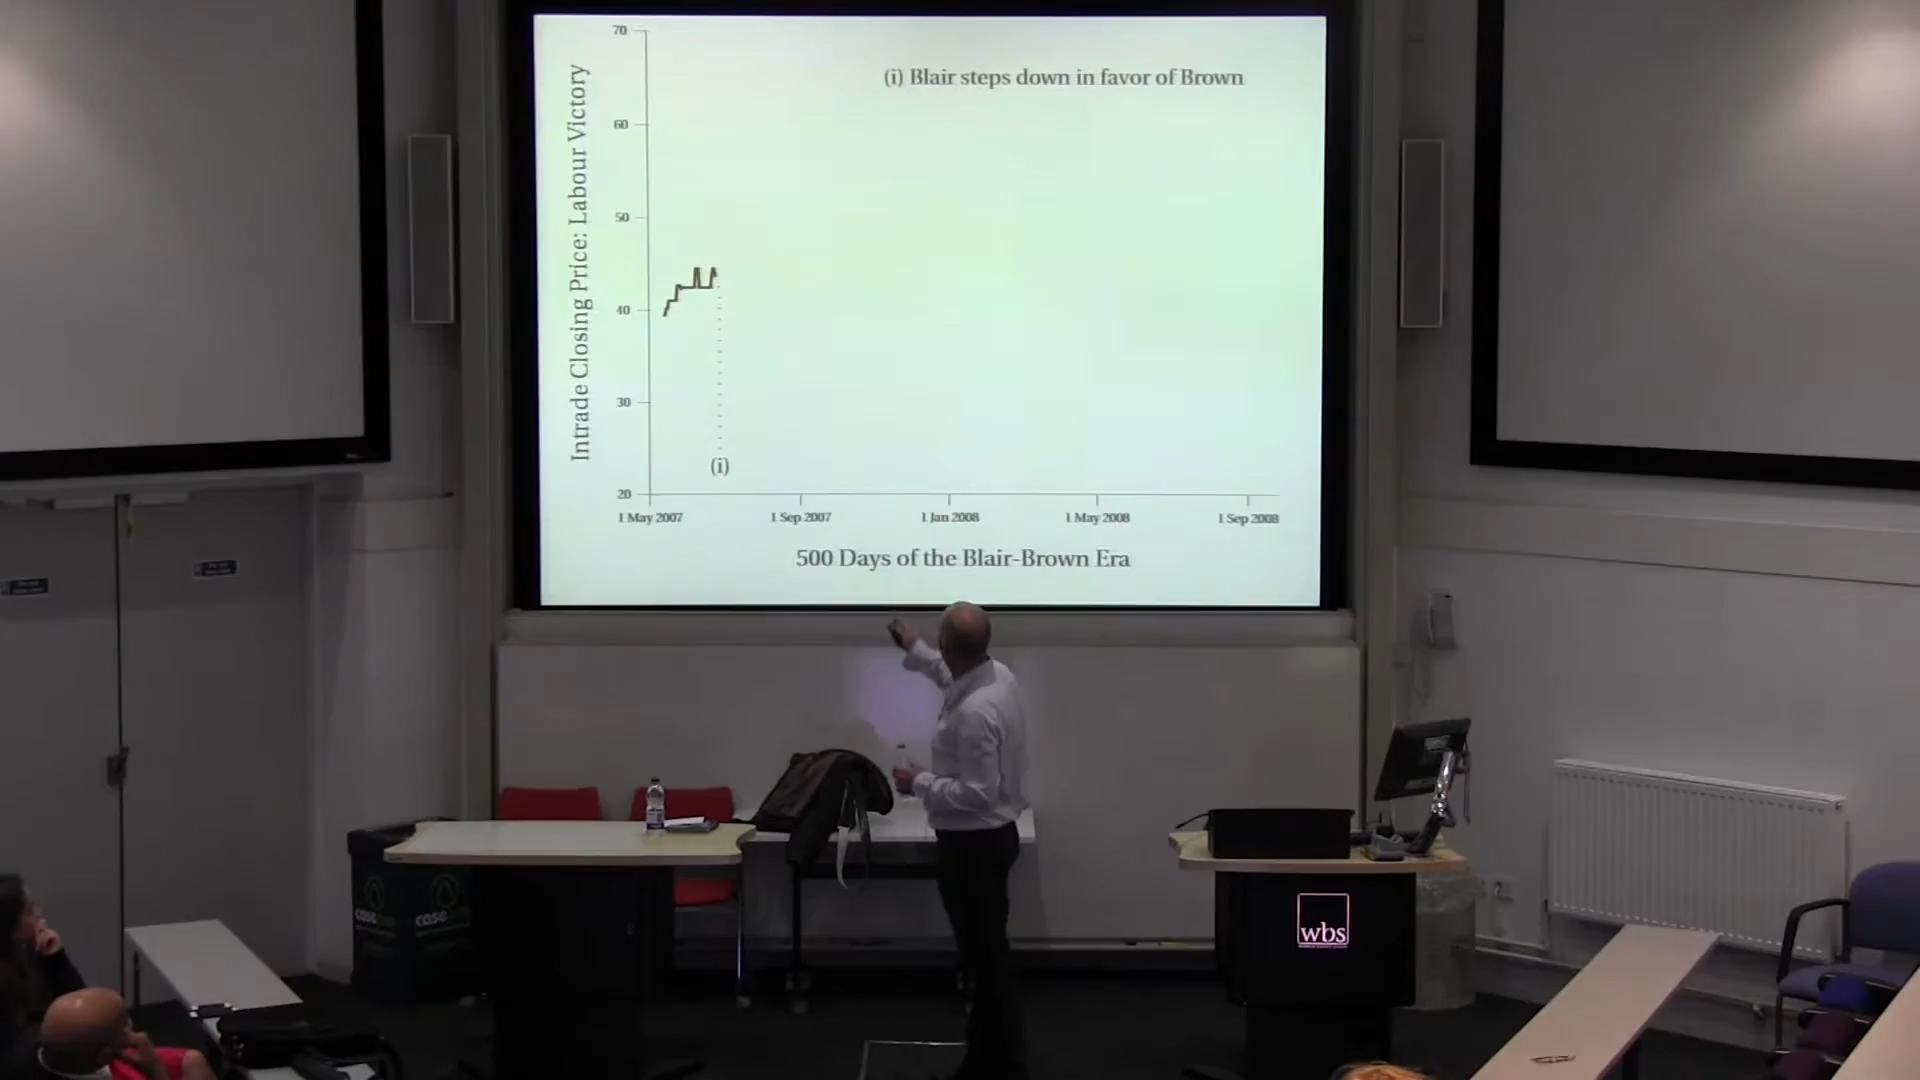 70
(i) Blair steps down in favor of Brown
Intrade Closing Price: Labour Victory
60
50
40
30
(i)
20
1 May 2007 1 Sep 2007 1 Jan 2008 1 May 2008 1 Sep 2008
500 Days of the Blair-Brown Era
wbs